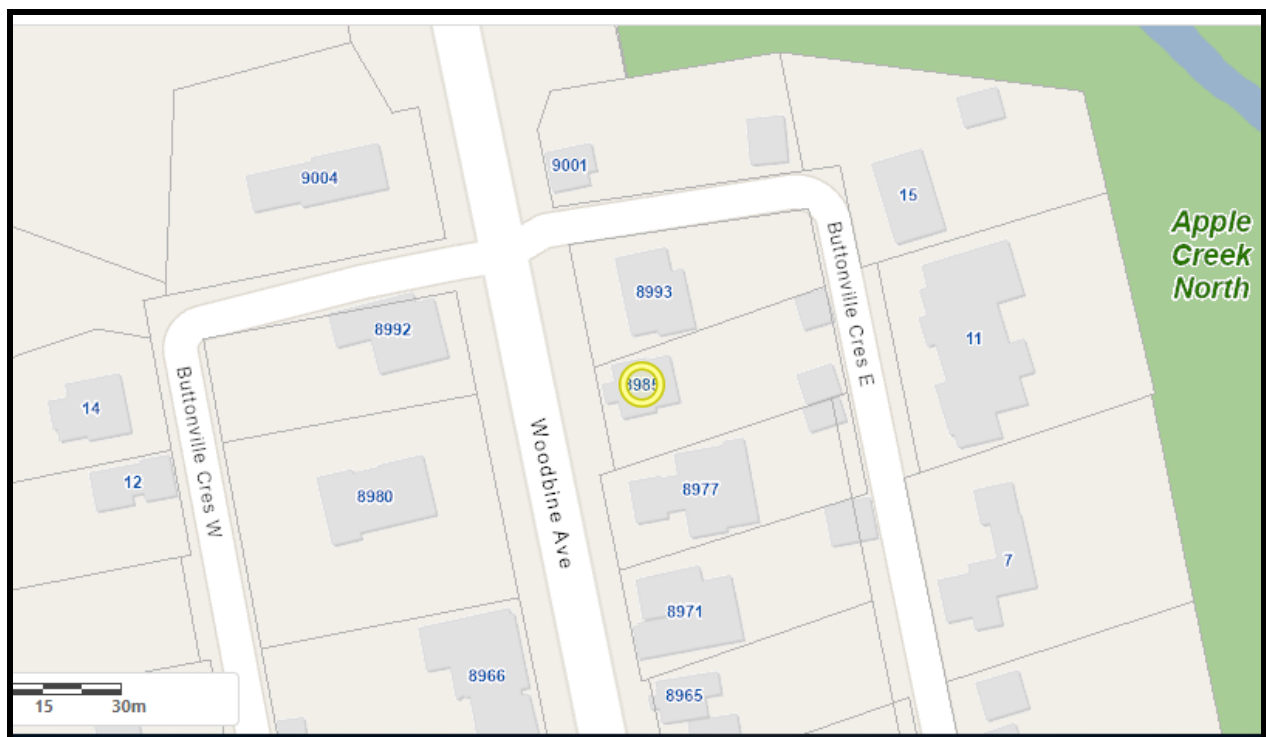 9004
9001
15
Apple
Creek
North
Buttonville Cres E
8993
8992
11
8985
Buttonville Cres W
14
Woodbine Ave
12
8977
8980
7
8971
8966
8965
15 30m